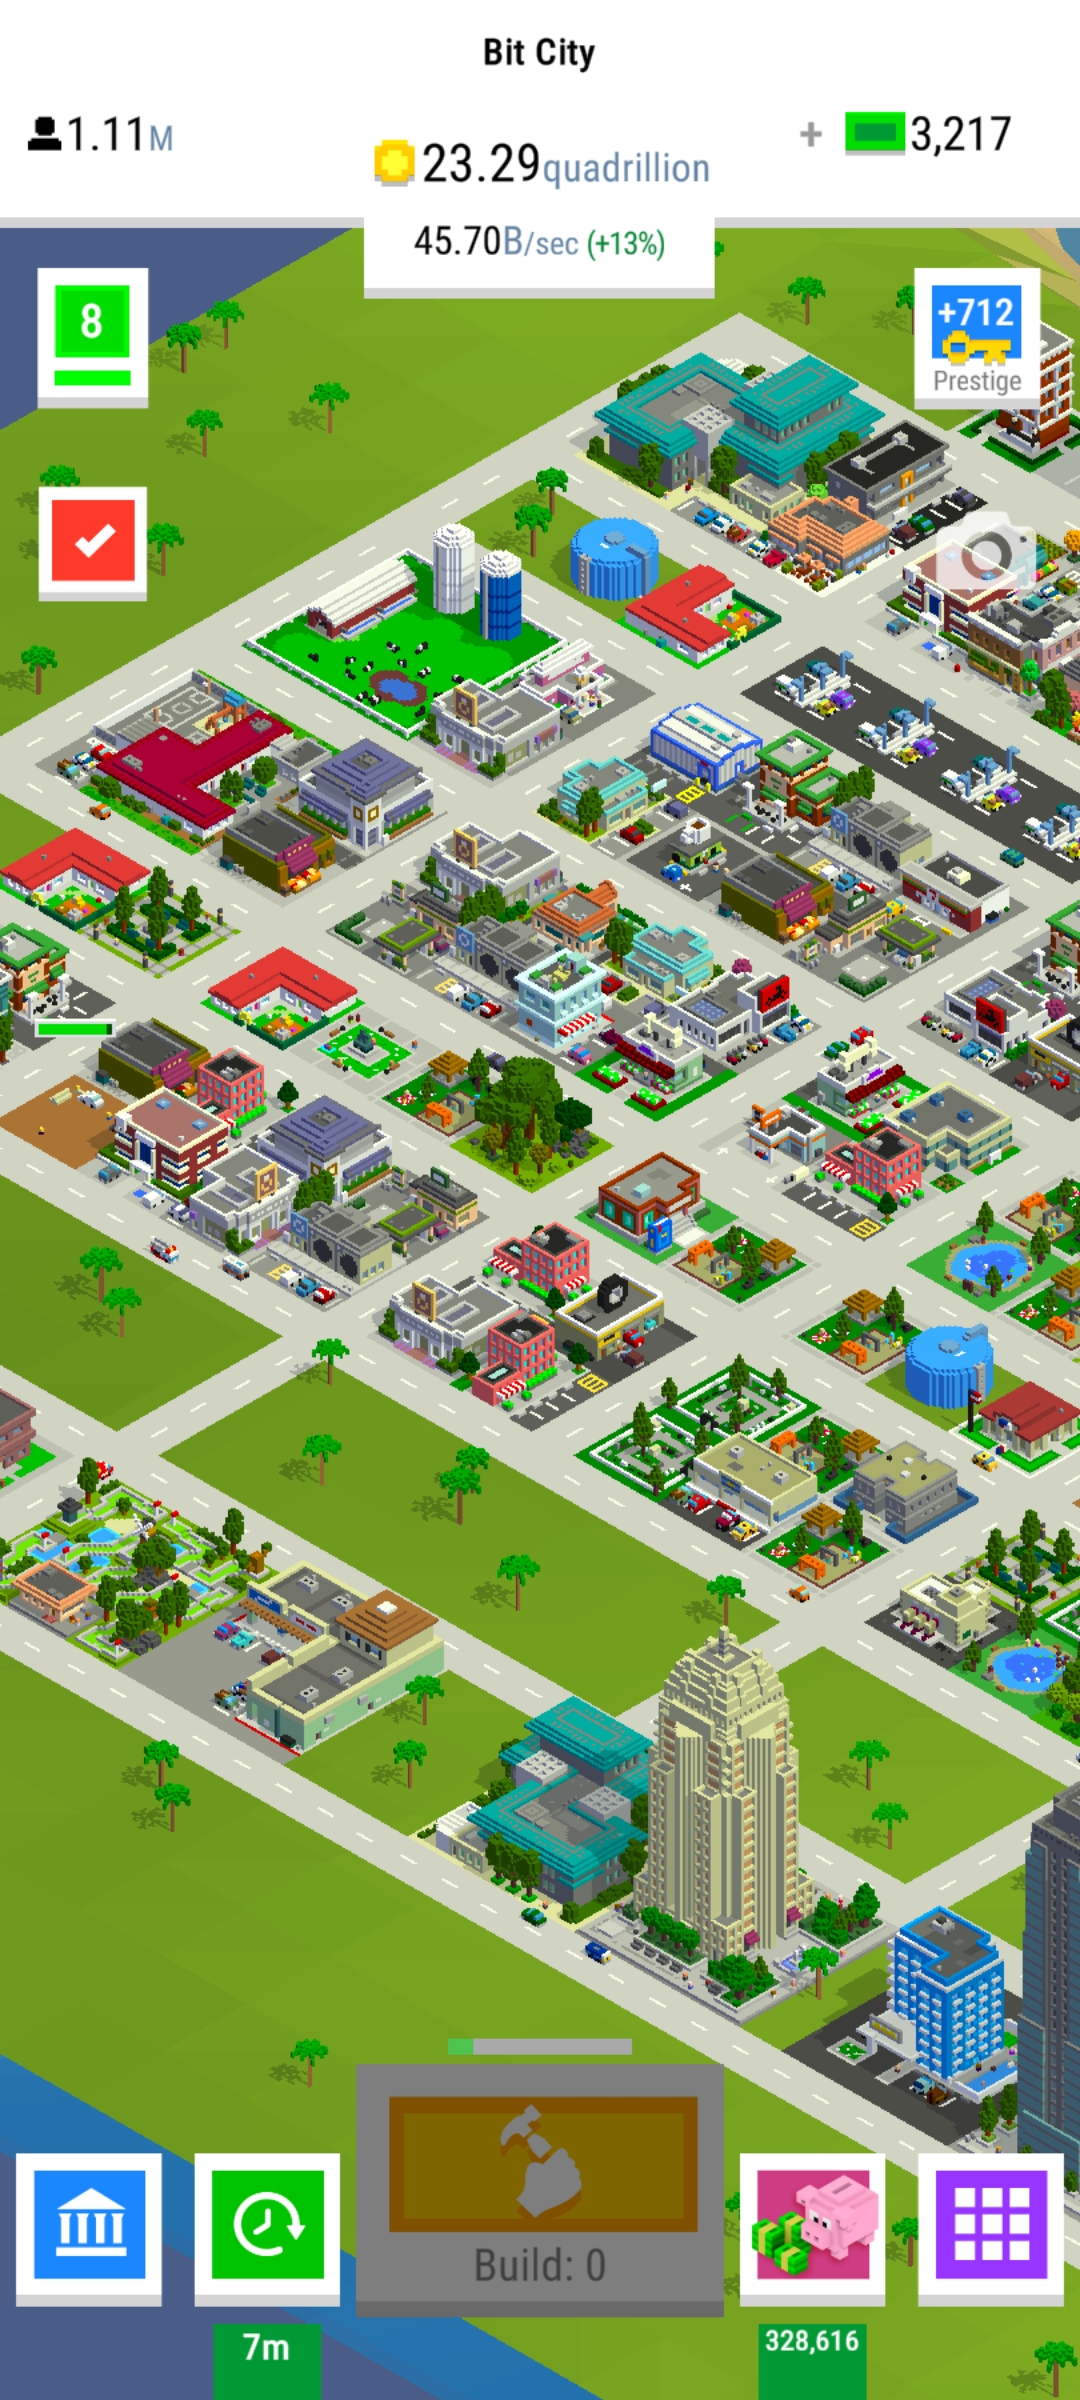 Bit City
1.11M
23.29quadrillion
+ 3,217
45.70B/sec (+13%)
8
+712
Prestige
Build: 0
7m
328,616